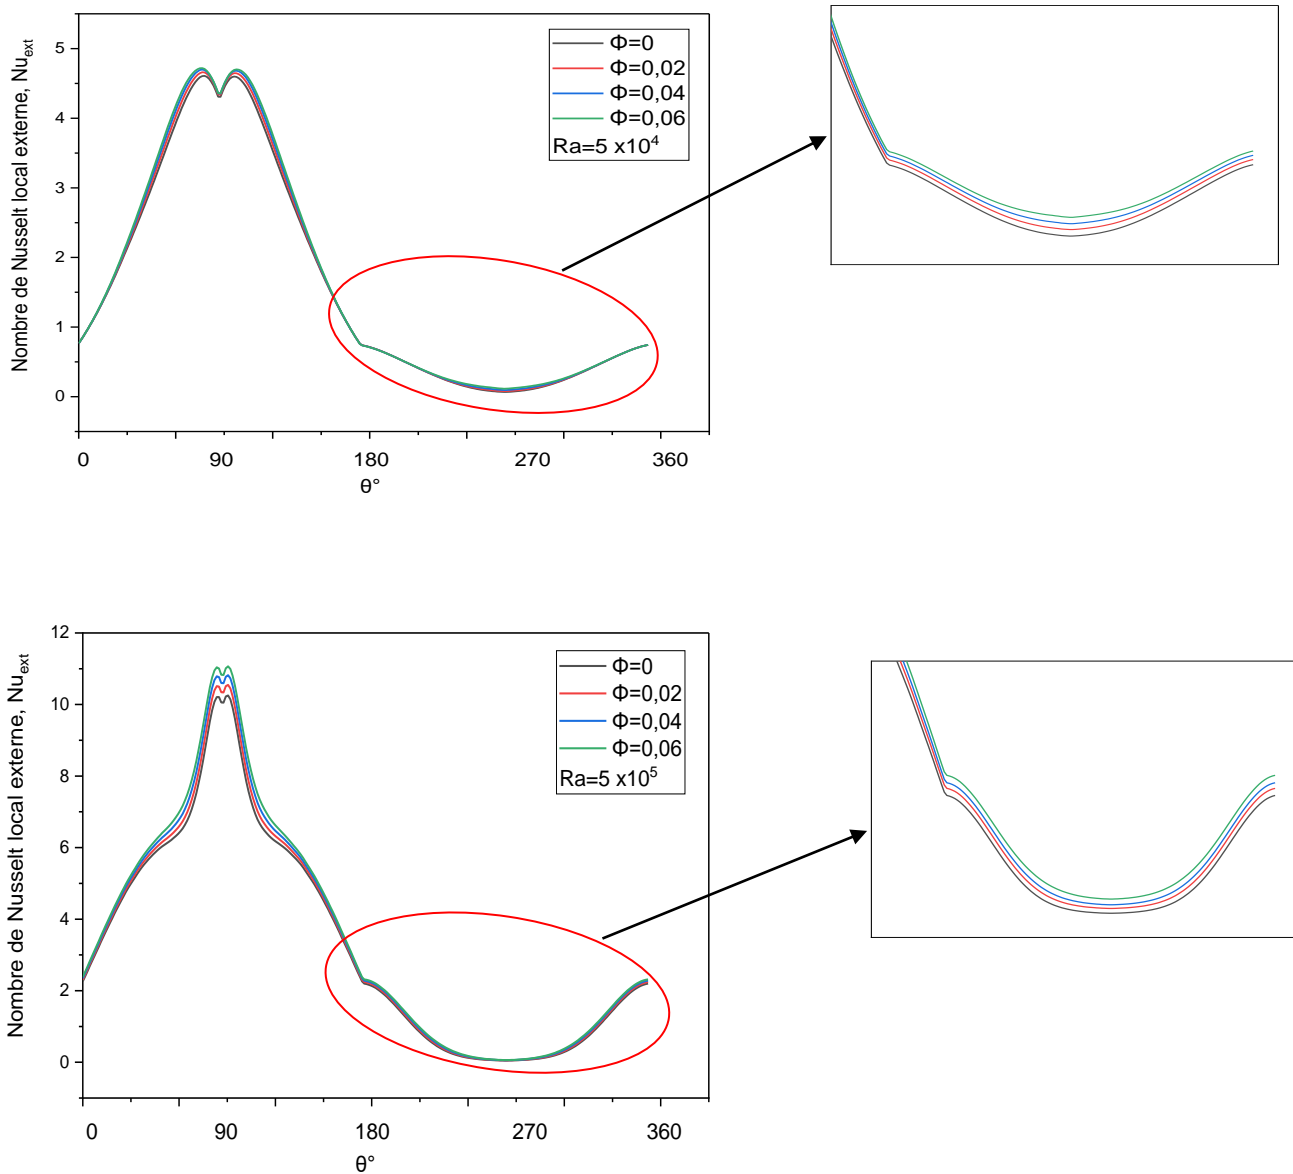 Nombre de Nusselt local externe, Nu_ext
5
4
3
2
1
0
Φ=0
Φ=0,02
Φ=0,04
Φ=0,06
Ra=5 x10⁴
0 90 180 270 360
θ°
Nombre de Nusselt local externe, Nu_ext
12
10
8
6
4
2
0
Φ=0
Φ=0,02
Φ=0,04
Φ=0,06
Ra=5 x10⁵
0 90 180 270 360
θ°